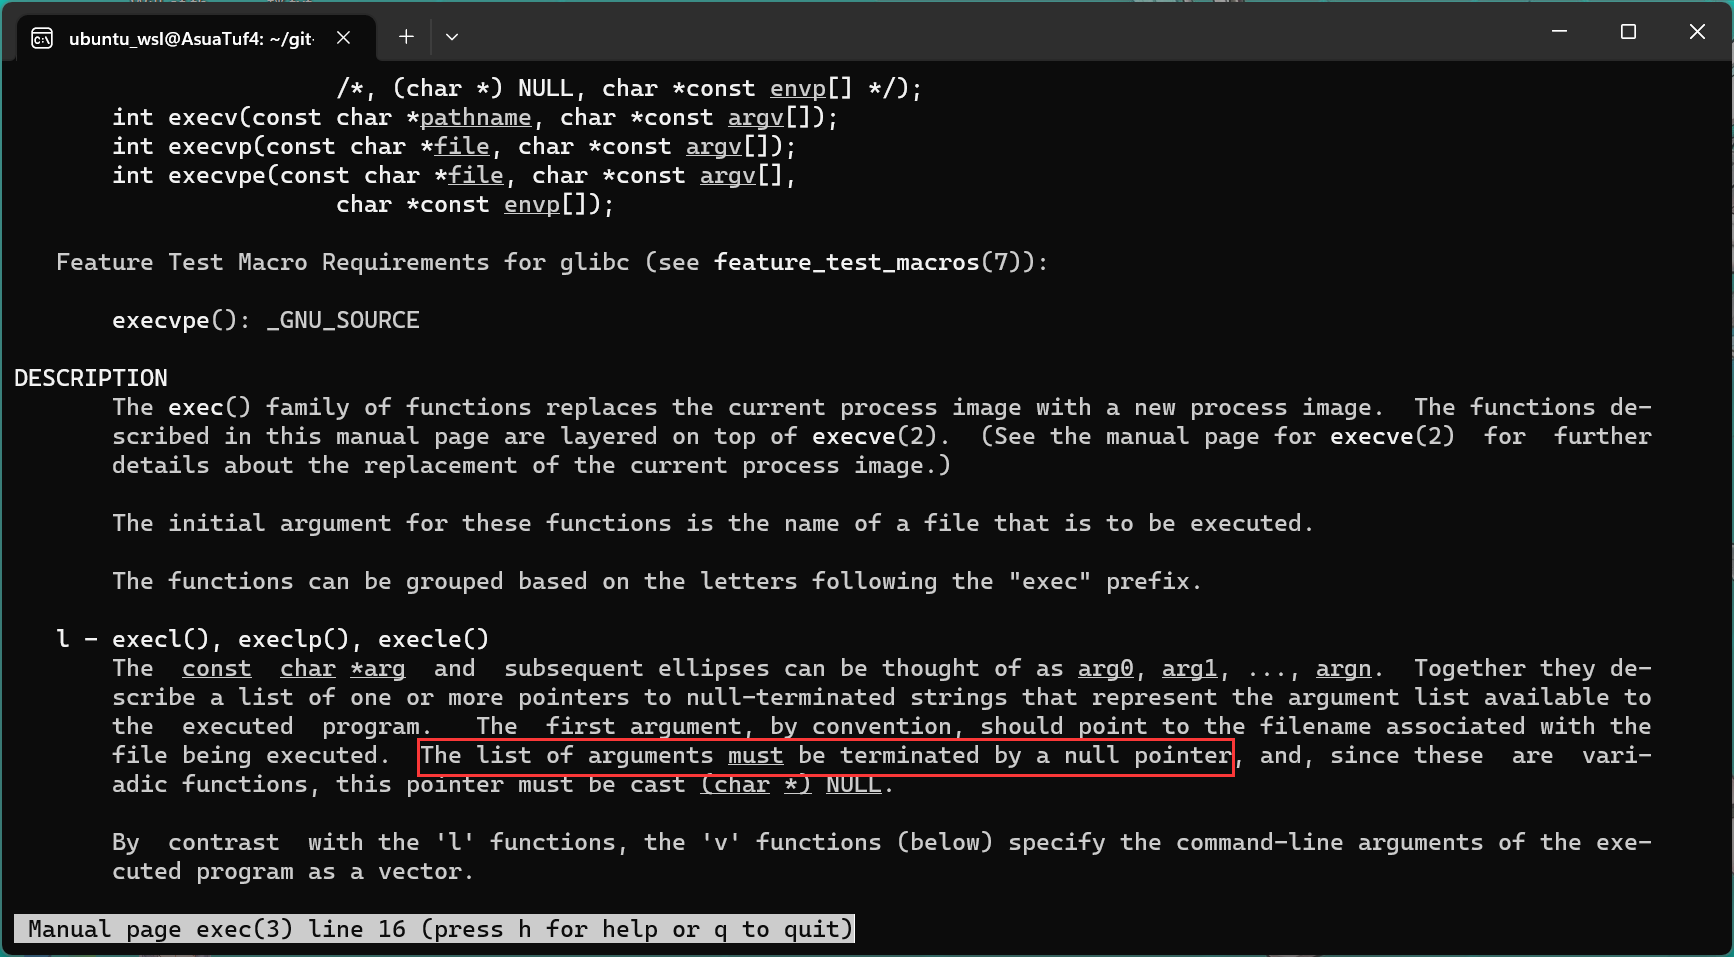 ubuntu_wsl@AsuaTuf4: ~/git-
/*, (char *) NULL, char *const envp[] */);
int execv(const char *pathname, char *const argv[]);
int execvp(const char *file, char *const argv[]);
int execvpe(const char *file, char *const argv[],
char *const envp[]);
Feature Test Macro Requirements for glibc (see feature_test_macros(7)):
execvpe(): _GNU_SOURCE
DESCRIPTION
The exec() family of functions replaces the current process image with a new process image.  The functions de-
scribed in this manual page are layered on top of execve(2).  (See the manual page for execve(2)  for  further
details about the replacement of the current process image.)
The initial argument for these functions is the name of a file that is to be executed.
The functions can be grouped based on the letters following the "exec" prefix.
l - execl(), execlp(), execle()
The  const  char *arg  and  subsequent ellipses can be thought of as arg0, arg1, ..., argn.  Together they de-
scribe a list of one or more pointers to null-terminated strings that represent the argument list available to
the  executed  program.   The  first argument, by convention, should point to the filename associated with the
file being executed.  The list of arguments must be terminated by a null pointer, and, since these  are  vari-
adic functions, this pointer must be cast (char *) NULL.
By  contrast  with the 'l' functions, the 'v' functions (below) specify the command-line arguments of the exe-
cuted program as a vector.
Manual page exec(3) line 16 (press h for help or q to quit)